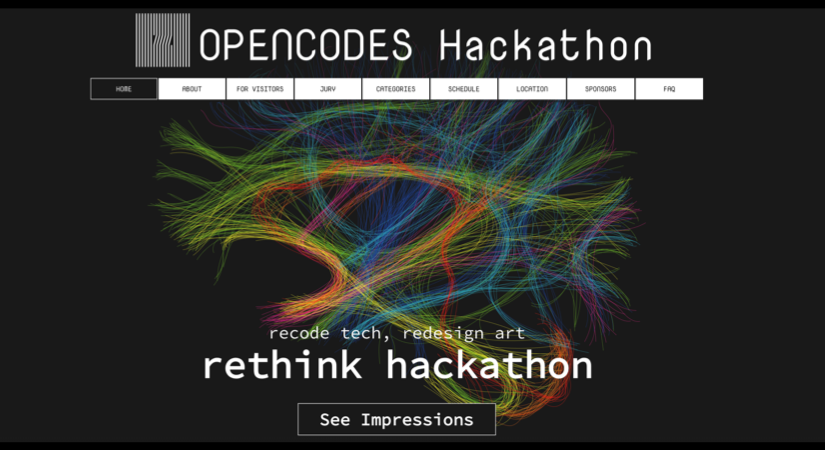 OPENCODES Hackathon
HOME ABOUT FOR VISITORS JURY CATEGORIES SCHEDULE LOCATION SPONSORS FAQ
recode tech, redesign art
rethink hackathon
See Impressions